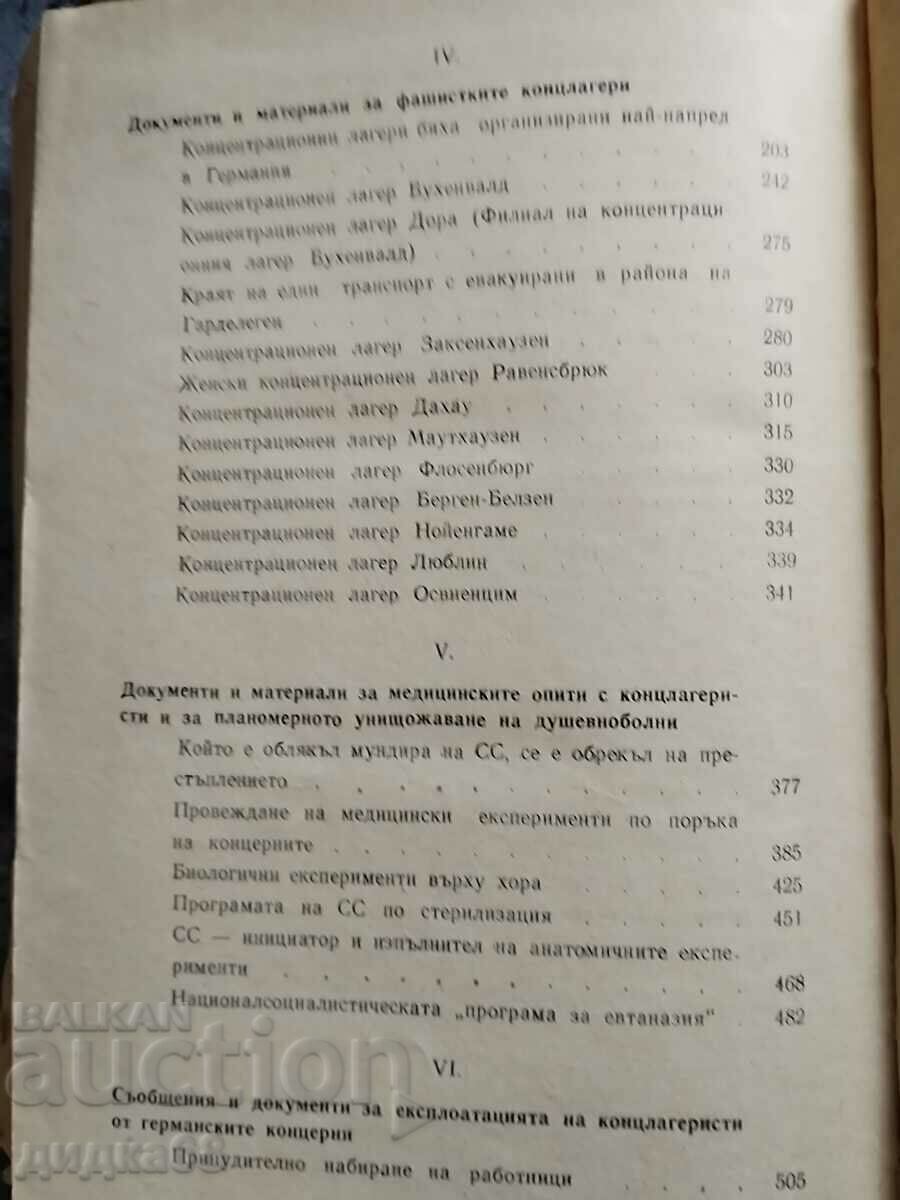 IV.
Документи и материали за фашистките концлагери
Концентрационни лагери бяха организирани най-напред
в Германия . . . . . . . . . . 203
Концентрационен лагер Бухенвалд . . . . . 242
Концентрационен лагер Дора (Филиал на концентраци
онния лагер Бухенвалд) . . . . . . . . 275
Краят на един транспорт с евакуирани в района на
Гарделеген . . . . . . . . . . 279
Концентрационен лагер Заксенхаузен . . . . 280
Женски концентрационен лагер Равенсбрюк . . . 303
Концентрационен лагер Дахау . . . . . . 310
Концентрационен лагер Маутхаузен . . . . . 315
Концентрационен лагер Флосенбюрг . . . . . 330
Концентрационен лагер Берген-Белзен . . . . 332
Концентрационен лагер Нойенгаме . . . . . 334
Концентрационен лагер Люблин . . . . . . 339
Концентрационен лагер Освиенцим . . . . . 341
V.
Документи и материали за медицинските опити с концлагери-
сти и за планомерното унищожаване на душевноболни
Който е облякъл мундира на СС, се е обрекъл на пре-
стъплението . . . . . . . . . . 377
Провеждане на медицински експерименти по поръка
на концерните . . . . . . . . . . 385
Биологични експерименти върху хора . . . . 425
Програмата на СС по стерилизация . . . . 451
СС — инициатор и изпълнител на анатомичните експе-
рименти . . . . . . . . . . . 468
Националсоциалистическата „програма за евтаназия“ . 482
VI.
Съобщения и документи за експлоатацията на концлагеристи
от германските концерни
Принудително набиране на работници . . . . 505
BALKAN
auction
дидка68